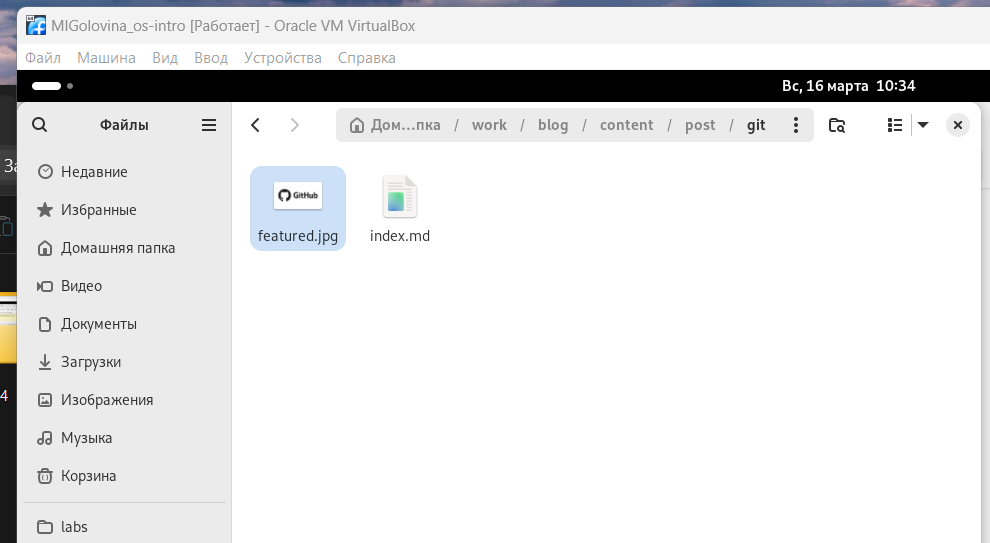 MIGolovina_os-intro [Работает] - Oracle VM VirtualBox
Файл Машина Вид Ввод Устройства Справка
Вс, 16 марта 10:34
Файлы
Дом…пка / work / blog / content / post / git
Недавние
Избранные
Домашняя папка
Видео
Документы
Загрузки
Изображения
Музыка
Корзина
labs
GitHub
featured.jpg
index.md
За
4